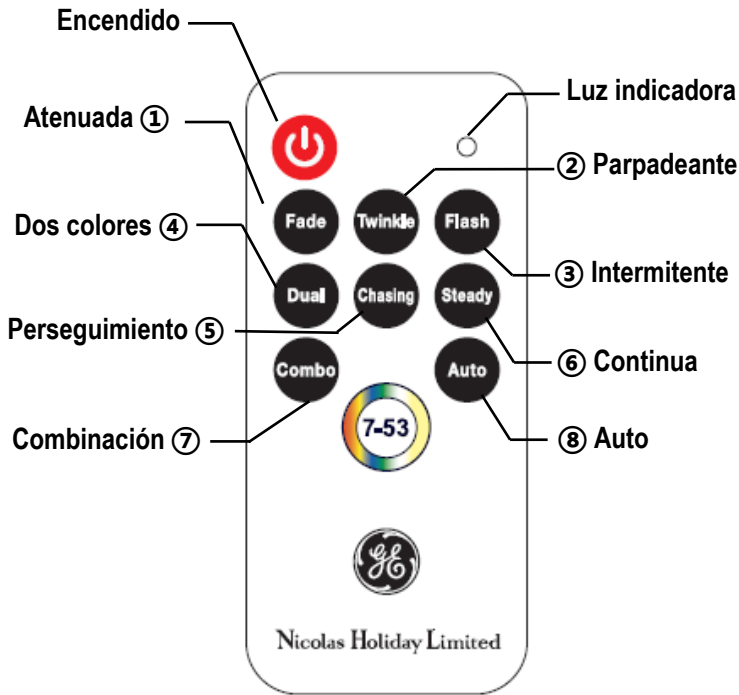 Encendido
Luz indicadora
Atenuada ①
② Parpadeante
Fade Twinkle Flash
Dos colores ④
③ Intermitente
Dual Chasing Steady
Perseguimiento ⑤
⑥ Continua
Combo Auto
7-53
Combinación ⑦
⑧ Auto
GE
Nicolas Holiday Limited